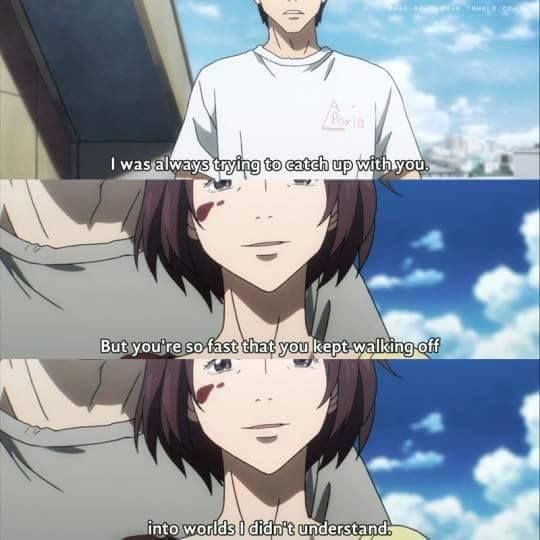 A
Poria
I was always trying to catch up with you.
But you're so fast that you kept walking off
into worlds I didn't understand.